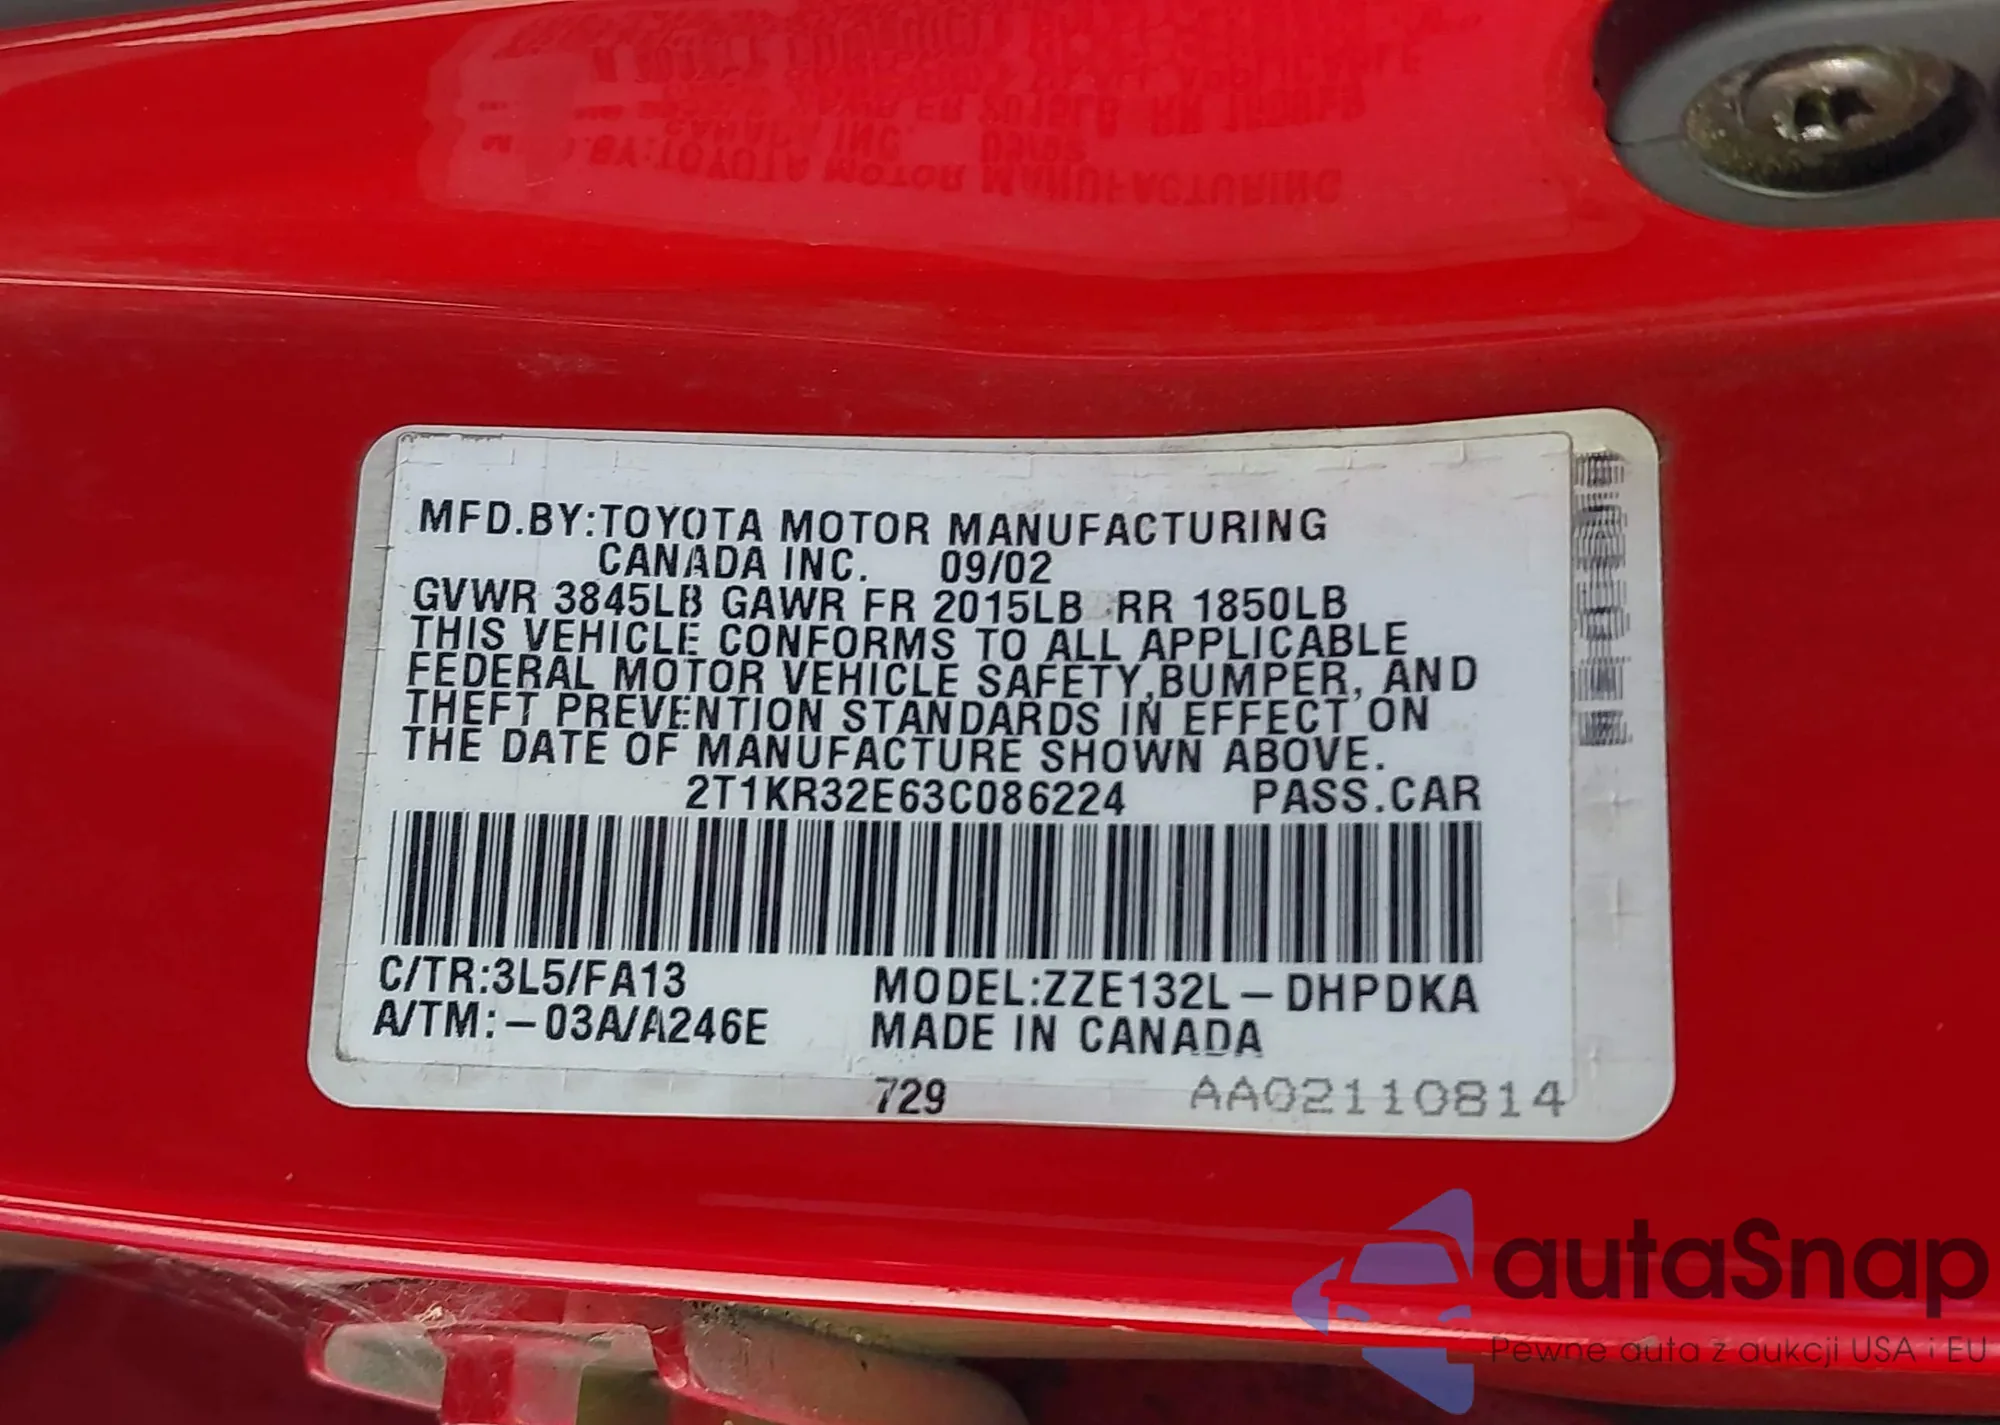 MFD.BY:TOYOTA MOTOR MANUFACTURING
CANADA INC. 09/02
GVWR 3845LB GAWR FR 2015LB RR 1850LB
THIS VEHICLE CONFORMS TO ALL APPLICABLE
FEDERAL MOTOR VEHICLE SAFETY,BUMPER, AND
THEFT PREVENTION STANDARDS IN EFFECT ON
THE DATE OF MANUFACTURE SHOWN ABOVE.
2T1KR32E63C086224 PASS.CAR
C/TR:3L5/FA13 MODEL:ZZE132L-DHPDKA
A/TM:-03A/A246E MADE IN CANADA
729 AA02110814
autaSnap
Pewne auta z aukcji USA i EU